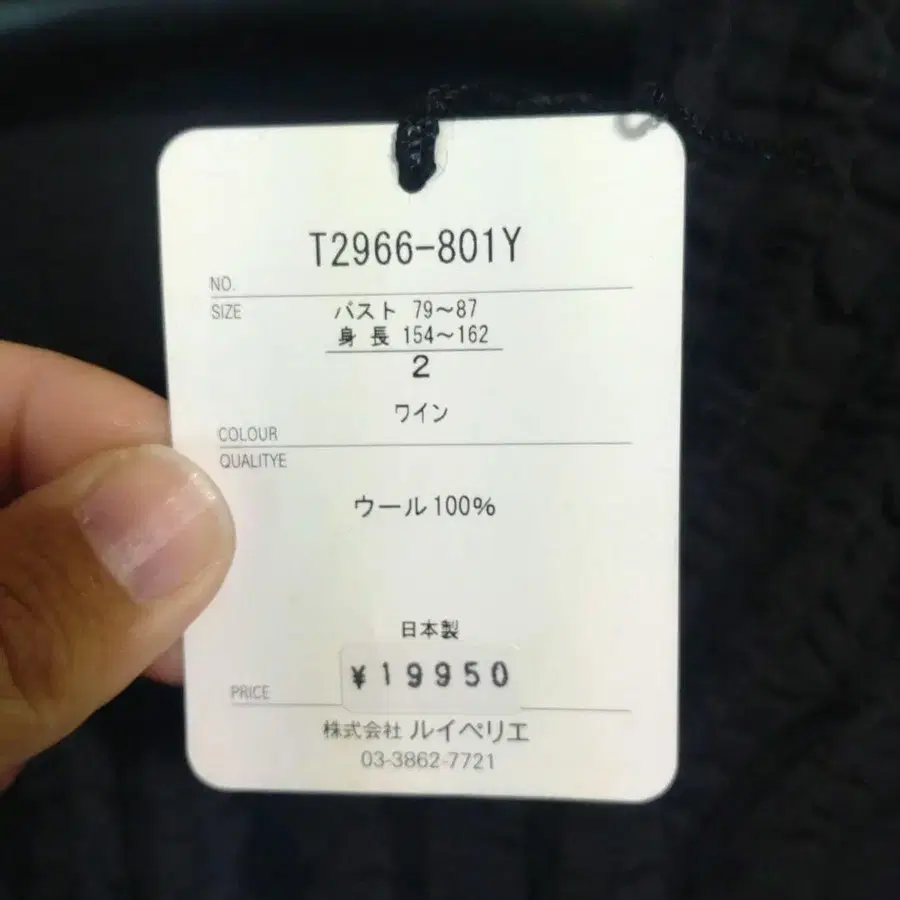 T2966-801Y
NO.
SIZE
バスト 79～87
身長 154～162
2
ワイン
COLOUR
QUALITYE
ウール100%
日本製
¥19950
PRICE
株式会社 ルイペリエ
03-3862-7721